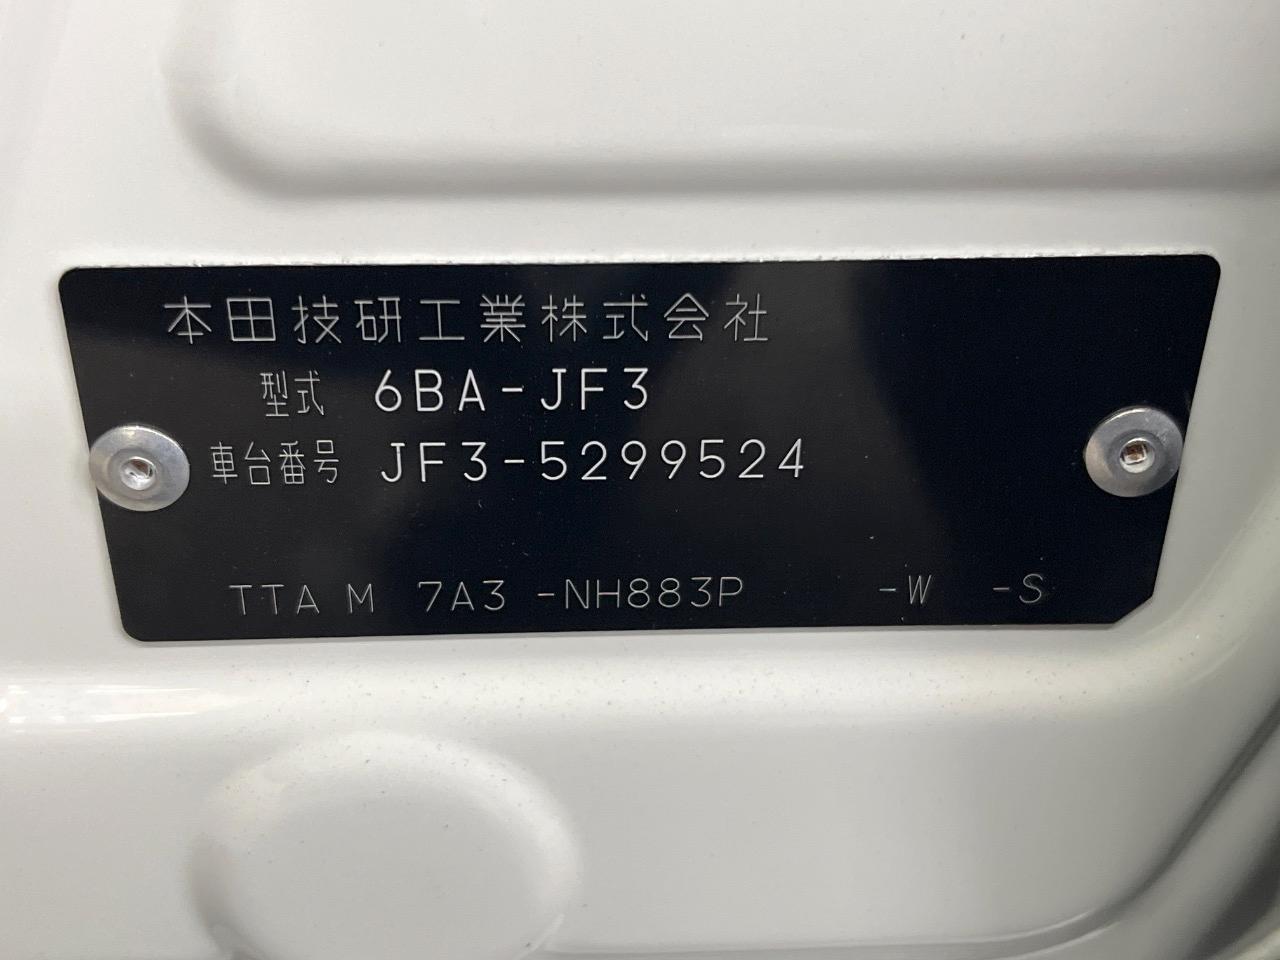 本田技研工業株式会社
型式 6BA-JF3
車台番号 JF3-5299524
TTA M 7A3 -NH883P -W -S